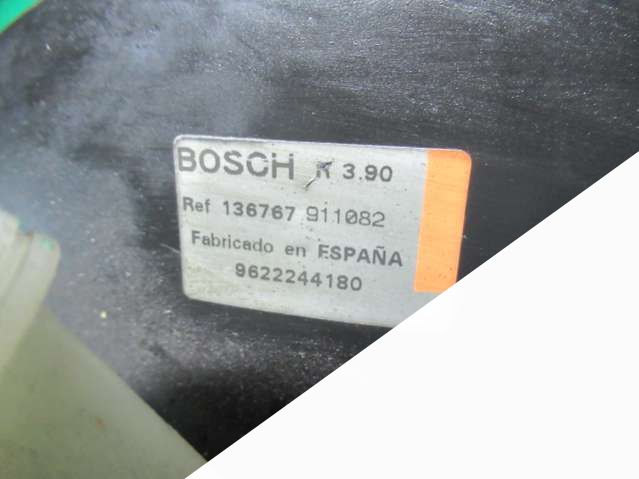 BOSCH R 3.90
Ref 136767 911082
Fabricado en ESPAÑA
9622244180